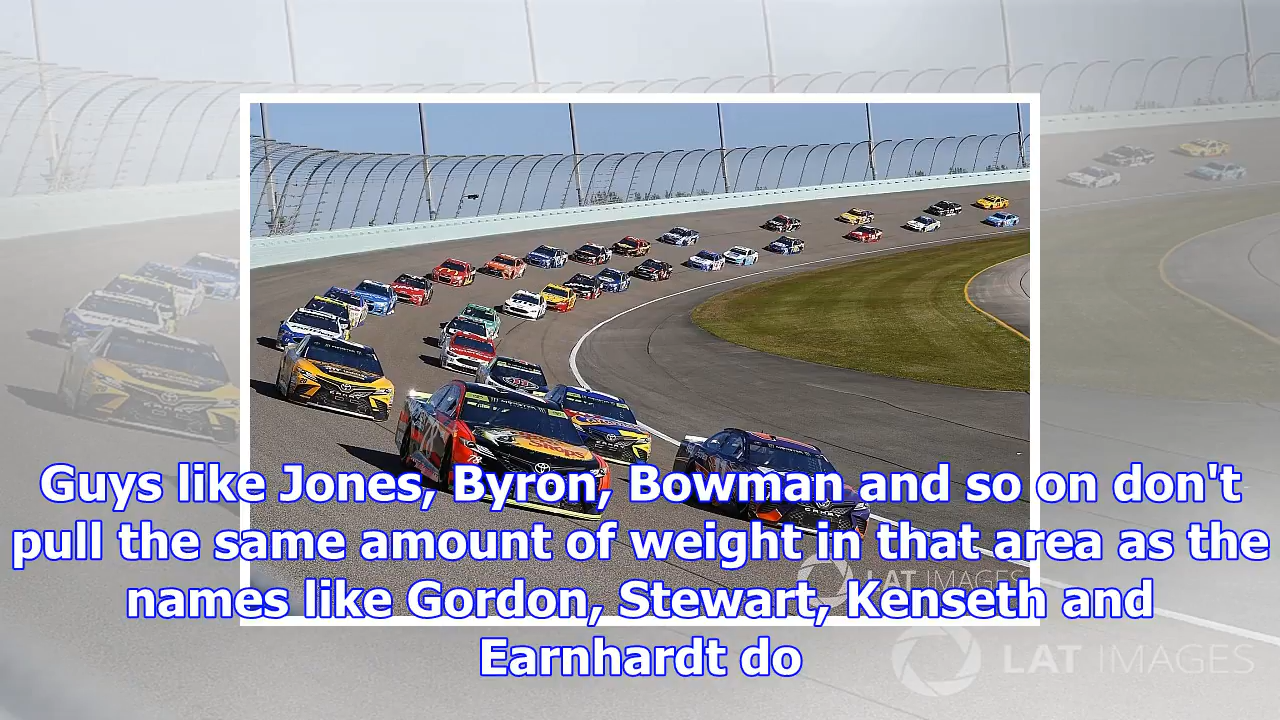 Guys like Jones, Byron, Bowman and so on don't
pull the same amount of weight in that area as the
names like Gordon, Stewart, Kenseth and
Earnhardt do
LAT IMAGES
LAT IMAGES